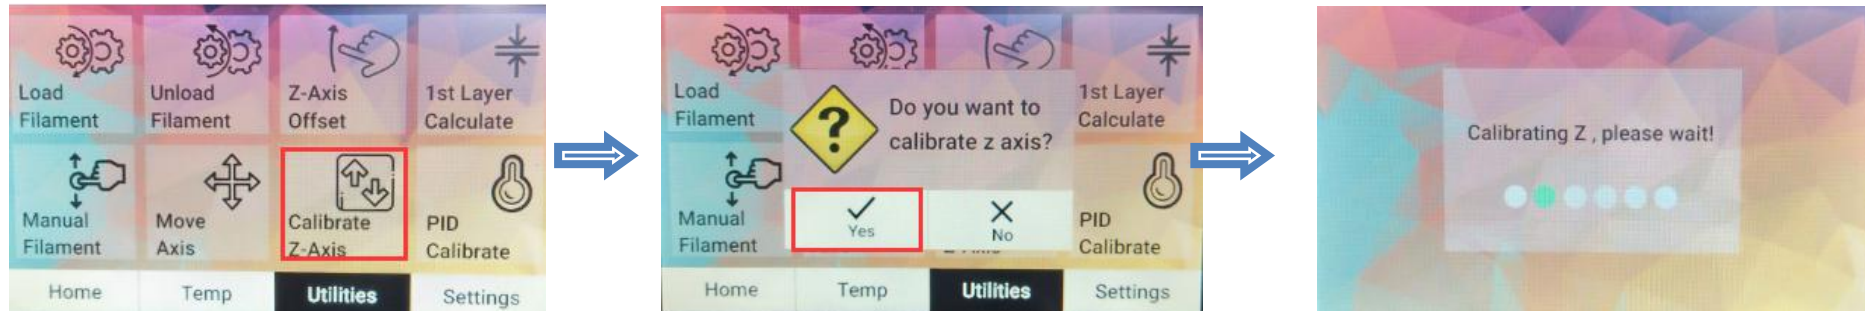 Load
Filament
Unload
Filament
Z-Axis
Offset
1st Layer
Calculate
Manual
Filament
Move
Axis
Calibrate
Z-Axis
PID
Calibrate
Home
Temp
Utilities
Settings
Load
Filament
Do you want to
calibrate z axis?
1st Layer
Calculate
Manual
Filament
Yes
No
PID
Calibrate
Home
Temp
Utilities
Settings
Calibrating Z , please wait!